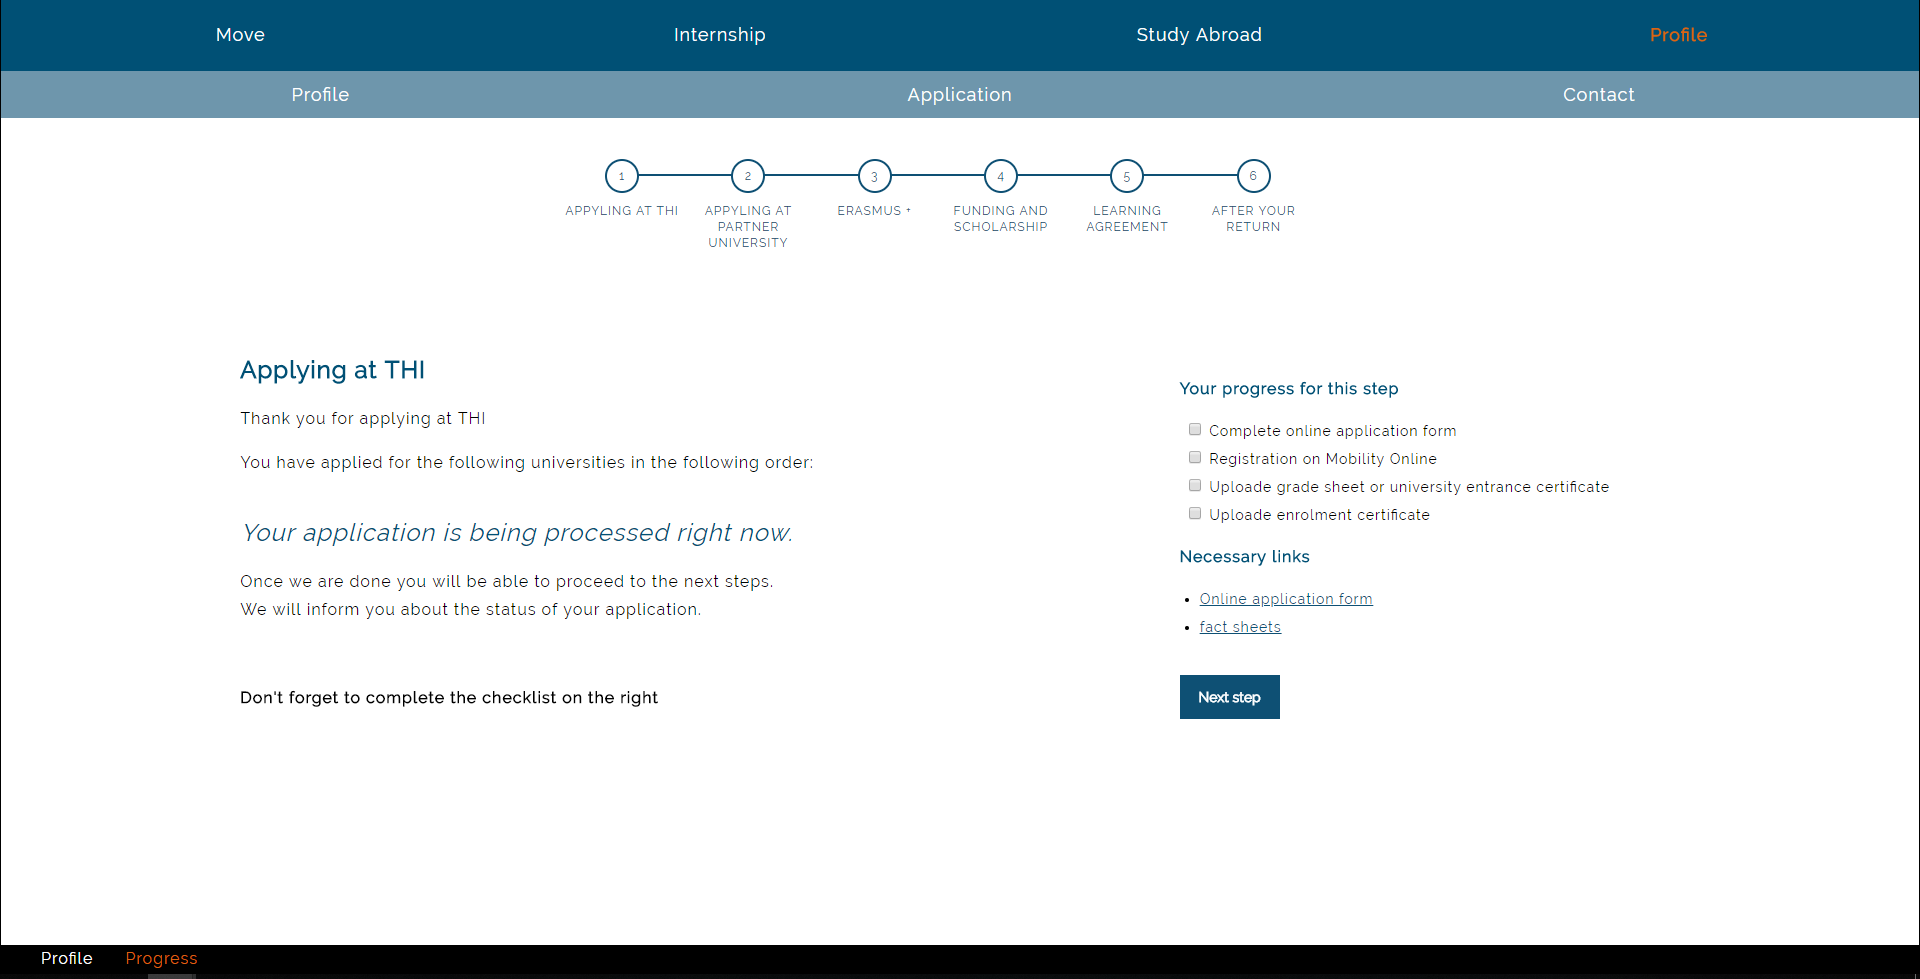 Move Internship Study Abroad Profile
Profile Application Contact
1 2 3 4 5 6
APPYLING AT THI
APPYLING AT
PARTNER
UNIVERSITY
ERASMUS +
FUNDING AND
SCHOLARSHIP
LEARNING
AGREEMENT
AFTER YOUR
RETURN
Applying at THI
Thank you for applying at THI
You have applied for the following universities in the following order:
Your application is being processed right now.
Once we are done you will be able to proceed to the next steps.
We will inform you about the status of your application.
Don't forget to complete the checklist on the right
Your progress for this step
Complete online application form
Registration on Mobility Online
Uploade grade sheet or university entrance certificate
Uploade enrolment certificate
Necessary links
Online application form
fact sheets
Next step
Profile Progress